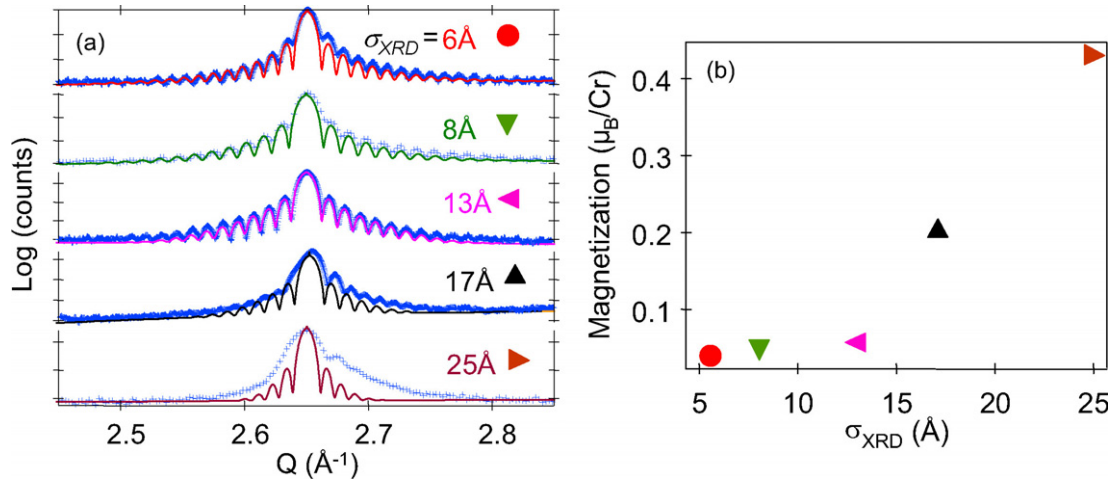 (a)
σXRD = 6Å
8Å
13Å
17Å
25Å
Log (counts)
2.5 2.6 2.7 2.8
Q (Å⁻¹)
(b)
Magnetization (μB/Cr)
0.4
0.3
0.2
0.1
5 10 15 20 25
σXRD (Å)